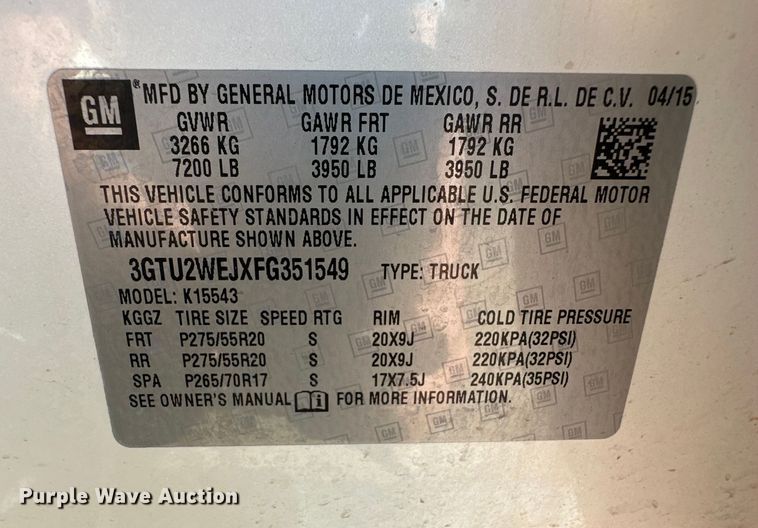 GM ® MFD BY GENERAL MOTORS DE MEXICO, S. DE R.L. DE C.V. 04/15
GVWR GAWR FRT GAWR RR
3266 KG 1792 KG 1792 KG
7200 LB 3950 LB 3950 LB
THIS VEHICLE CONFORMS TO ALL APPLICABLE U.S. FEDERAL MOTOR
VEHICLE SAFETY STANDARDS IN EFFECT ON THE DATE OF
MANUFACTURE SHOWN ABOVE.
3GTU2WEJXFG351549 TYPE: TRUCK
MODEL: K15543
KGGZ TIRE SIZE SPEED RTG RIM COLD TIRE PRESSURE
FRT P275/55R20 S 20X9J 220KPA(32PSI)
RR P275/55R20 S 20X9J 220KPA(32PSI)
SPA P265/70R17 S 17X7.5J 240KPA(35PSI)
SEE OWNER'S MANUAL i FOR MORE INFORMATION.
Purple Wave Auction